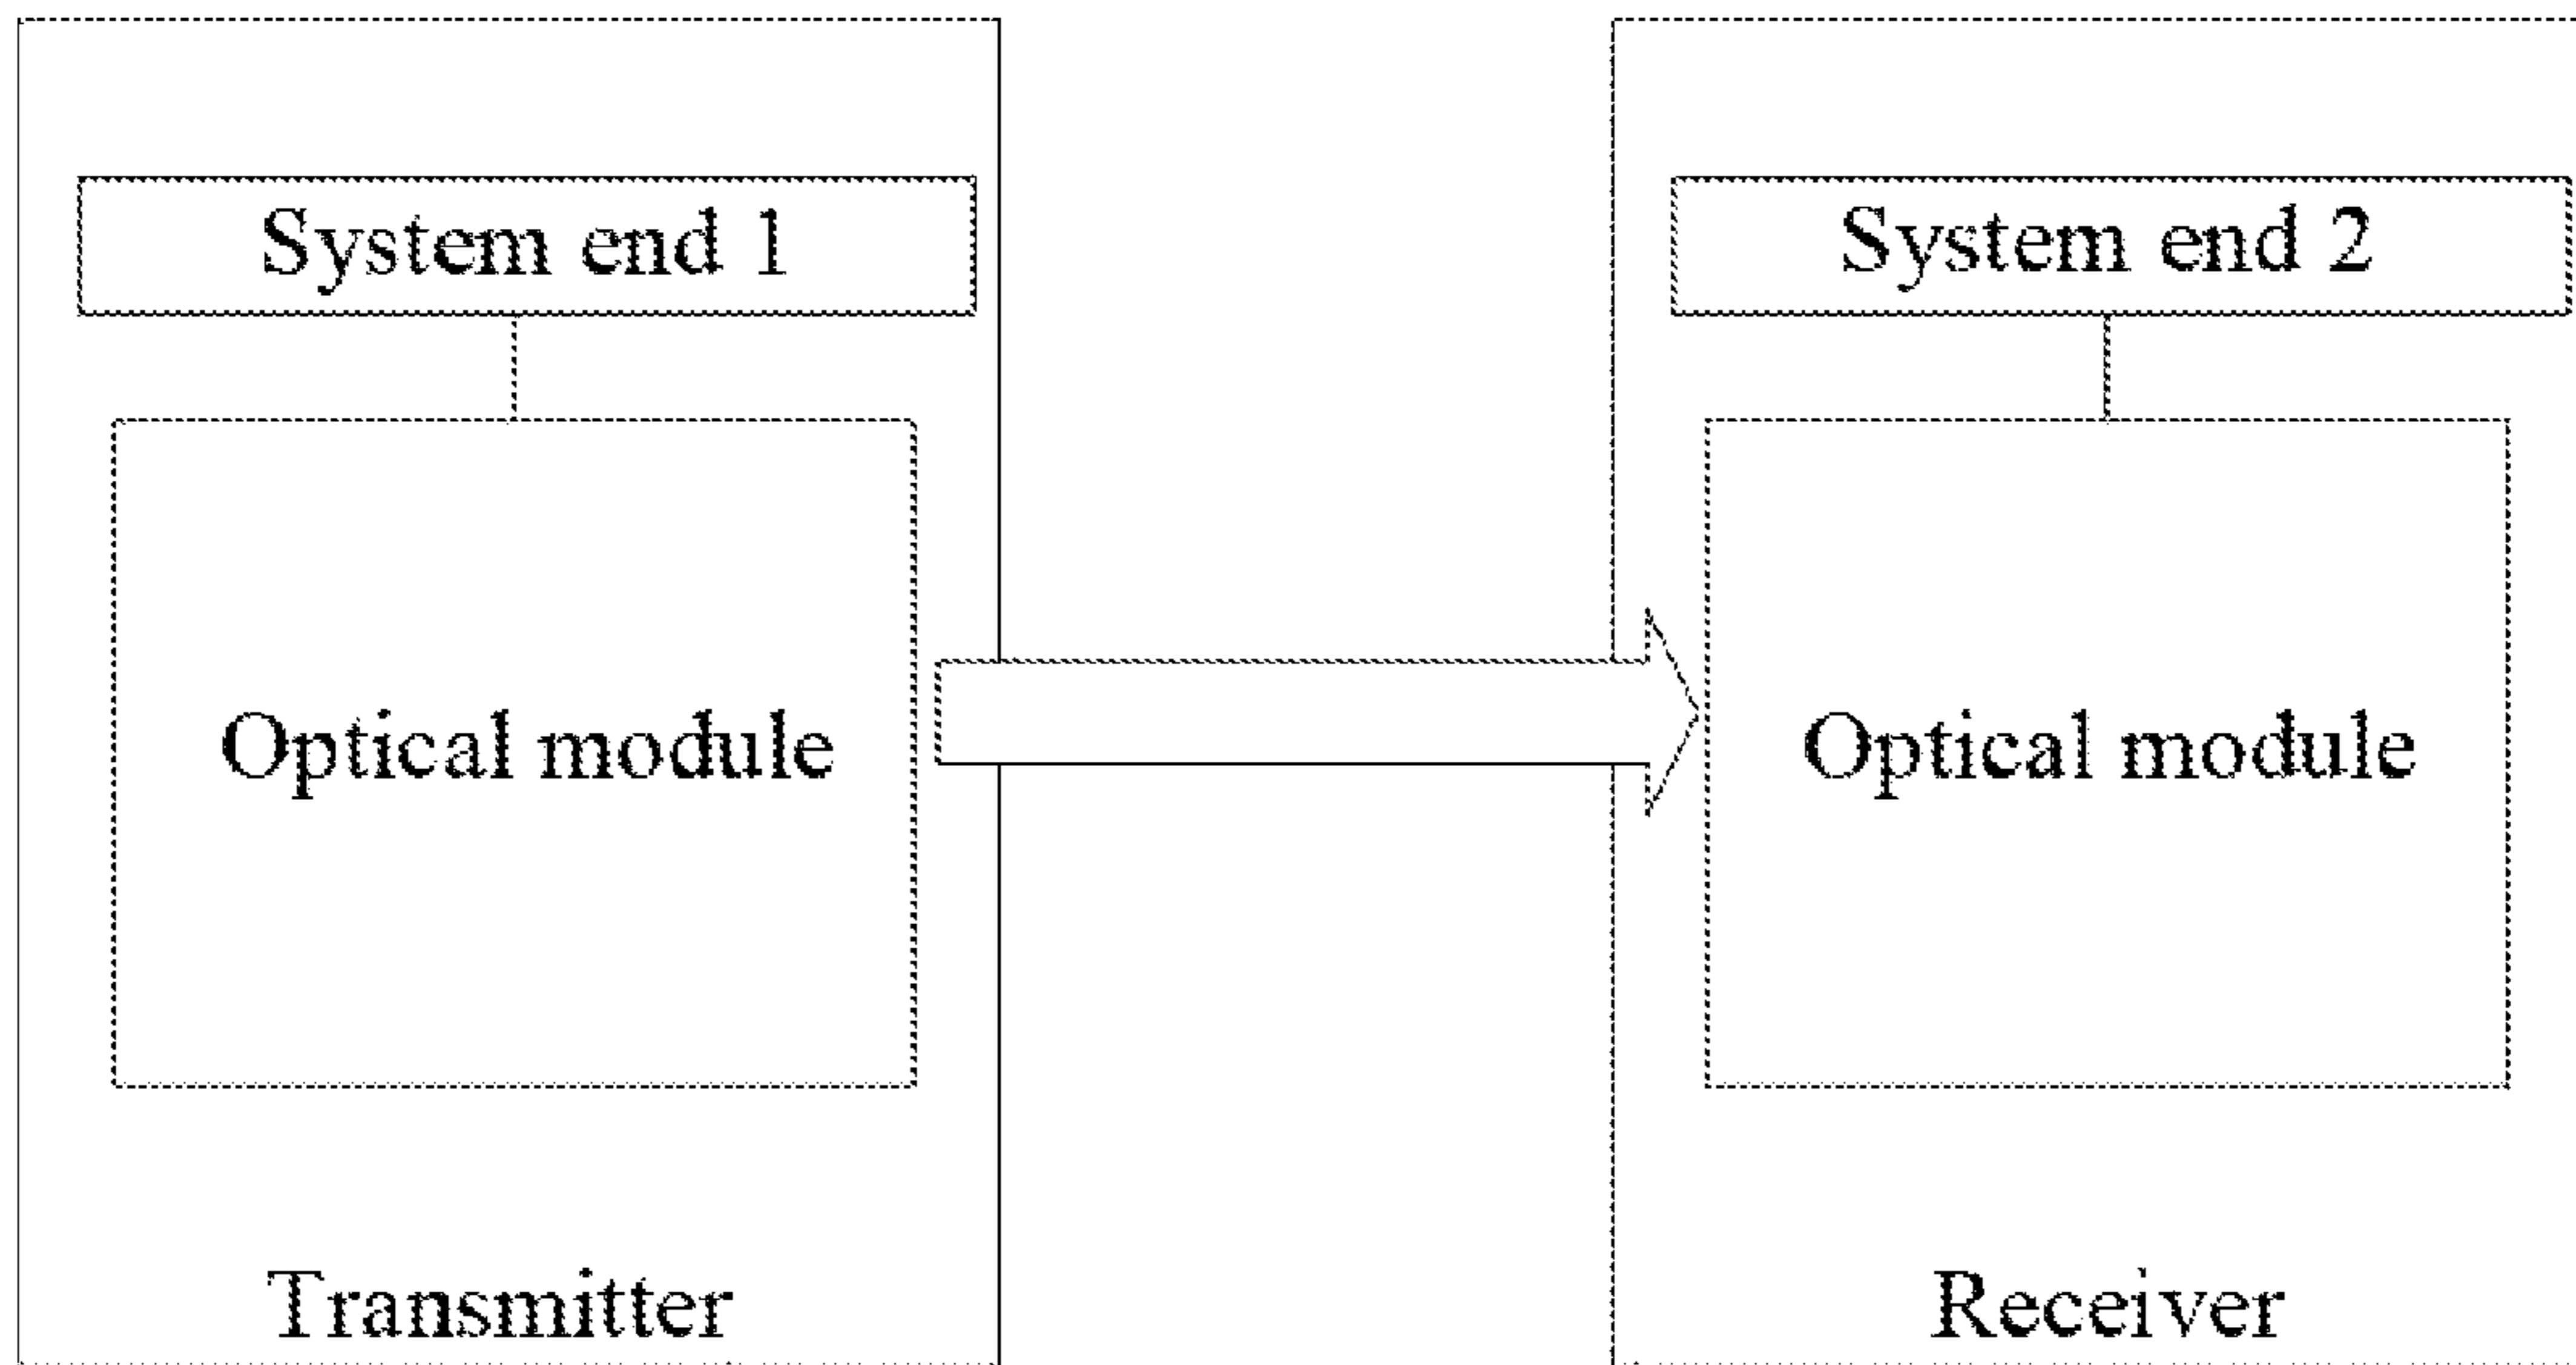 System end 1
Optical module
Transmitter
System end 2
Optical module
Receiver